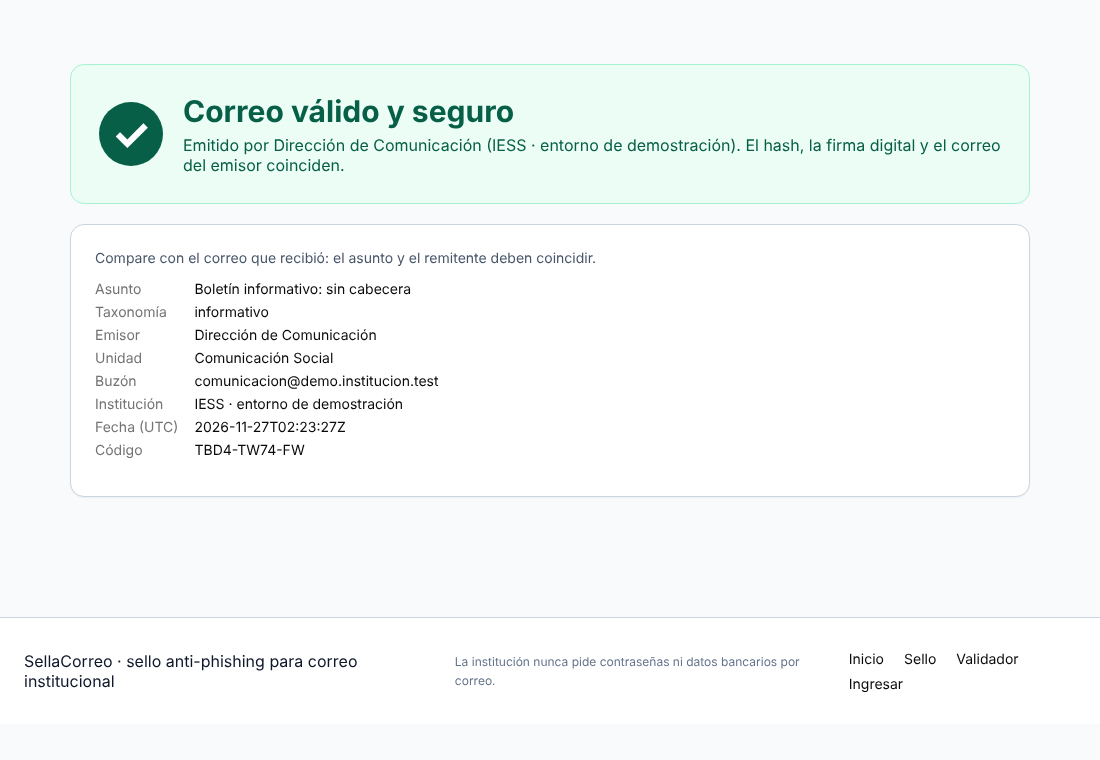 Correo válido y seguro
Emitido por Dirección de Comunicación (IESS · entorno de demostración). El hash, la firma digital y el correo
del emisor coinciden.
Compare con el correo que recibió: el asunto y el remitente deben coincidir.
Asunto Boletín informativo: sin cabecera
Taxonomía informativo
Emisor Dirección de Comunicación
Unidad Comunicación Social
Buzón comunicacion@demo.institucion.test
Institución IESS · entorno de demostración
Fecha (UTC) 2026-11-27T02:23:27Z
Código TBD4-TW74-FW
SellaCorreo · sello anti-phishing para correo
institucional
La institución nunca pide contraseñas ni datos bancarios por
correo.
Inicio Sello Validador
Ingresar